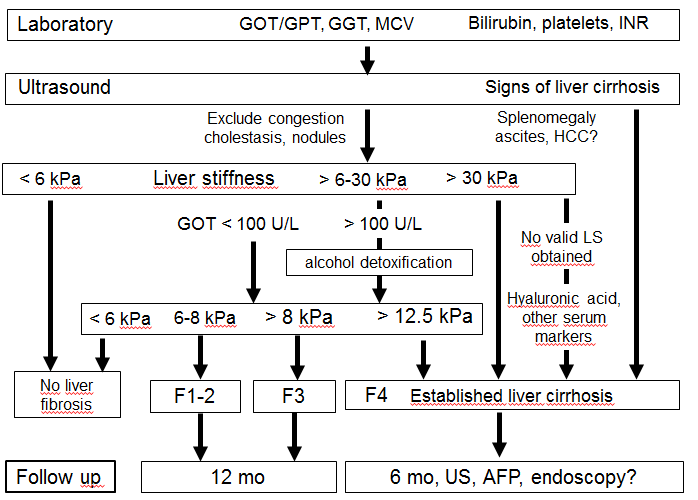 Laboratory GOT/GPT, GGT, MCV Bilirubin, platelets, INR
Ultrasound Signs of liver cirrhosis
Exclude congestion
cholestasis, nodules
Splenomegaly
ascites, HCC?
< 6 kPa Liver stiffness > 6-30 kPa > 30 kPa
GOT < 100 U/L > 100 U/L
No valid LS
obtained
alcohol detoxification
Hyaluronic acid,
other serum
markers
< 6 kPa 6-8 kPa > 8 kPa > 12.5 kPa
No liver
fibrosis
F1-2
F3
F4 Established liver cirrhosis
Follow up 12 mo 6 mo, US, AFP, endoscopy?